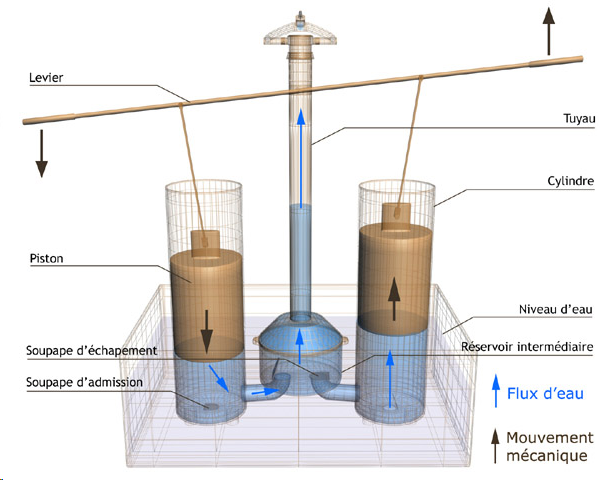 Levier
Tuyau
Cylindre
Piston
Niveau d'eau
Soupape d'échapement
Réservoir intermédiaire
Soupape d'admission
Flux d'eau
Mouvement
mécanique